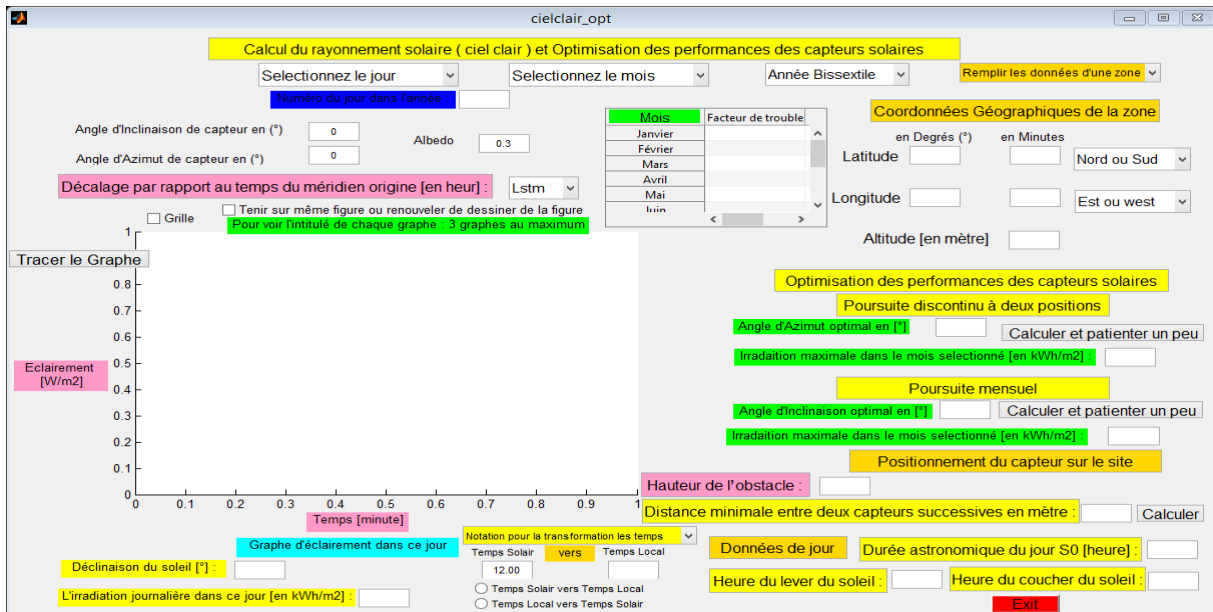 cielclair_opt
Calcul du rayonnement solaire ( ciel clair ) et Optimisation des performances des capteurs solaires
Selectionnez le jour
Selectionnez le mois
Année Bissextile
Remplir les données d'une zone
Numéro du jour dans l'année :
Coordonnées Géographiques de la zone
Mois
Facteur de trouble
Janvier
Février
Mars
Avril
Mai
Juin
Angle d'Inclinaison de capteur en (°)
0
Albedo
0.3
Angle d'Azimut de capteur en (°)
0
en Degrés (°)
en Minutes
Latitude
Nord ou Sud
Longitude
Est ou west
Altitude [en mètre]
Décalage par rapport au temps du méridien origine [en heur] :
Lstm
Grille
Tenir sur même figure ou renouveler de dessiner de la figure
Pour voir l'intitulé de chaque graphe : 3 graphes au maximum
Tracer le Graphe
1
0.8
0.7
0.6
0.5
0.4
0.3
0.2
0.1
0
Eclairement
[W/m2]
0 0.1 0.2 0.3 0.4 0.5 0.6 0.7 0.8 0.9 1
Temps [minute]
Graphe d'éclairement dans ce jour
Déclinaison du soleil [°] :
L'irradiation journalière dans ce jour [en kWh/m2] :
Notation pour la transformation les temps
Temps Solair
vers
Temps Local
12.00
Temps Solair vers Temps Local
Temps Local vers Temps Solair
Optimisation des performances des capteurs solaires
Poursuite discontinu à deux positions
Angle d'Azimut optimal en [°]
Calculer et patienter un peu
Irradaition maximale dans le mois selectionné [en kWh/m2] :
Poursuite mensuel
Angle d'Inclinaison optimal en [°]
Calculer et patienter un peu
Irradaition maximale dans le mois selectionné [en kWh/m2] :
Positionnement du capteur sur le site
Hauteur de l'obstacle :
Distance minimale entre deux capteurs successives en mètre :
Calculer
Données de jour
Durée astronomique du jour S0 [heure] :
Heure du lever du soleil :
Heure du coucher du soleil :
Exit